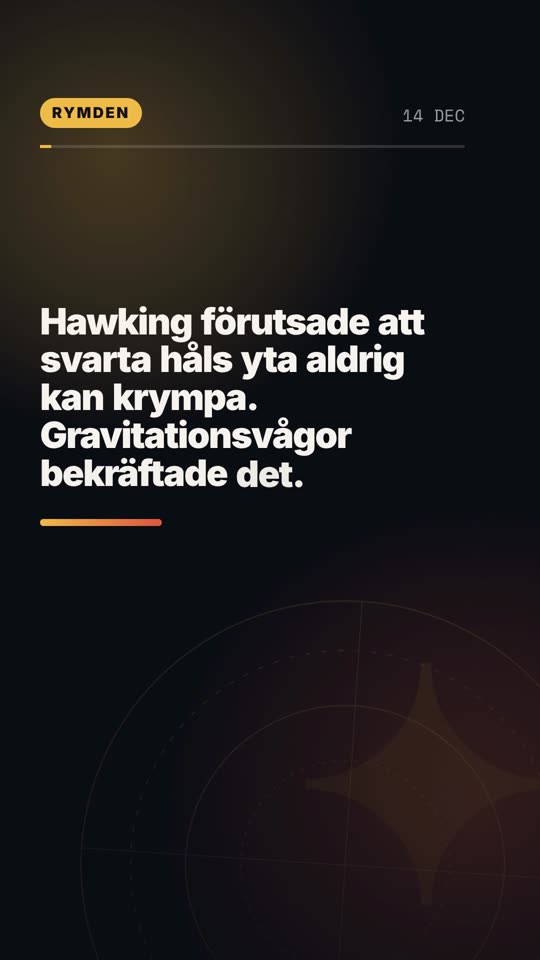 RYMDEN
14 DEC
Hawking förutsade att
svarta håls yta aldrig
kan krympa.
Gravitationsvågor
bekräftade det.